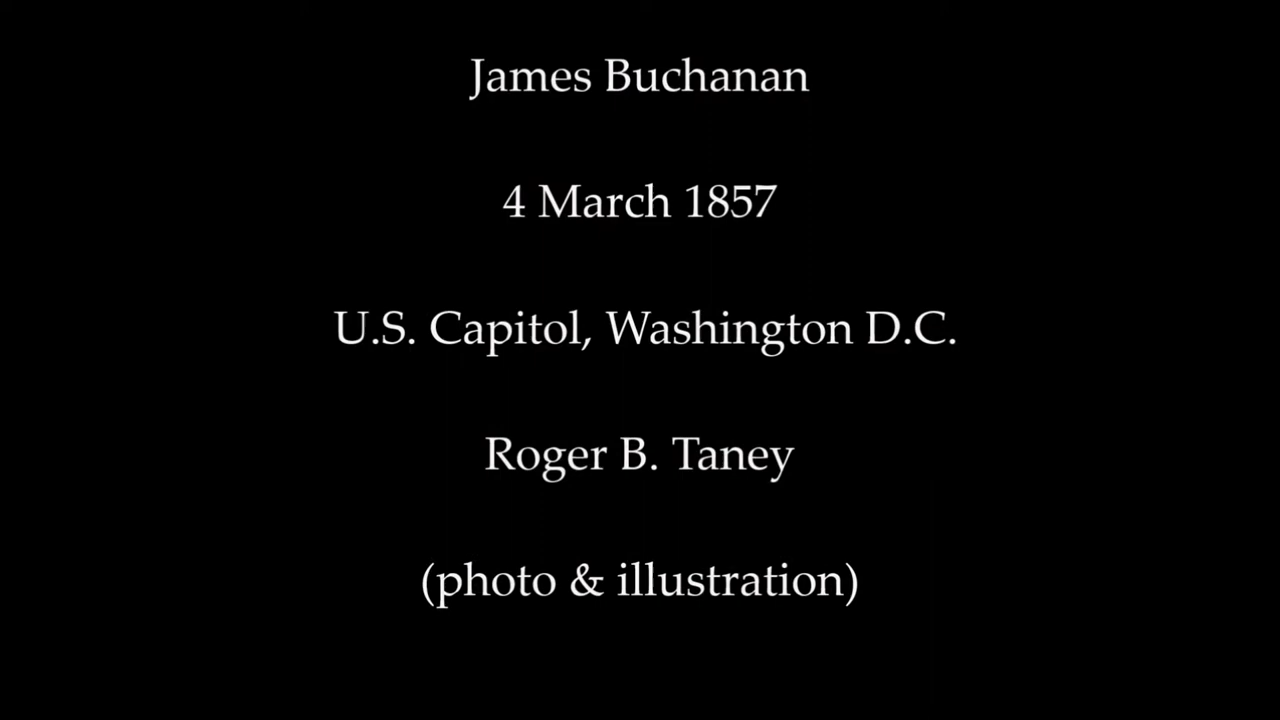 James Buchanan
4 March 1857
U.S. Capitol, Washington D.C.
Roger B. Taney
(photo & illustration)